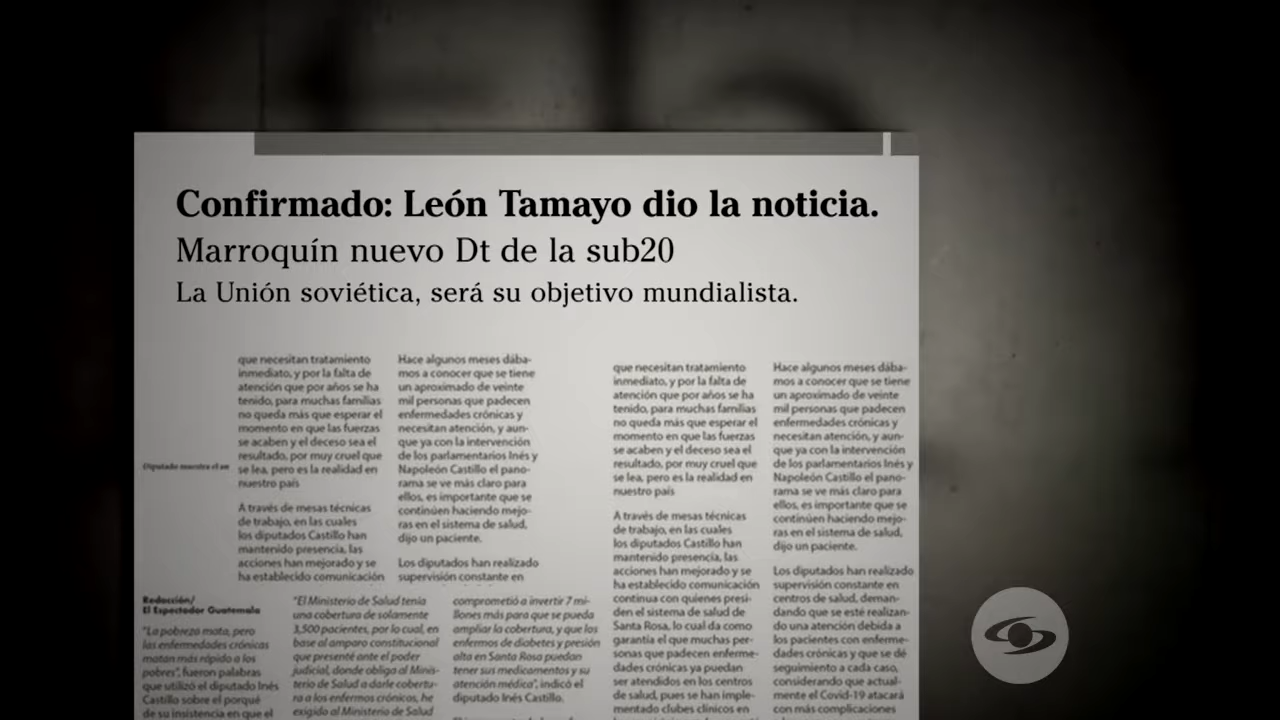 Confirmado: León Tamayo dio la noticia.
Marroquín nuevo Dt de la sub20
La Unión soviética, será su objetivo mundialista.
que necesitan tratamiento
inmediato, y por la falta de
atención que por años se ha
tenido, para muchas familias
no queda más que esperar el
momento en que las fuerzas
se acaben y el deceso sea el
resultado, por muy cruel que
se lea, pero es la realidad en
nuestro país
A través de mesas técnicas
de trabajo, en las cuales
los diputados Castillo han
mantenido presencia, las
acciones han mejorado y se
ha establecido comunicación
Hace algunos meses dába-
mos a conocer que se tiene
un aproximado de veinte
mil personas que padecen
enfermedades crónicas y
necesitan atención, y aun-
que ya con la intervención
de los parlamentarios Inés y
Napoleón Castillo el pano-
rama se ve más claro para
ellos, es importante que se
continúen haciendo mejo-
ras en el sistema de salud,
dijo un paciente.
Los diputados han realizado
supervisión constante en
que necesitan tratamiento
inmediato, y por la falta de
atención que por años se ha
tenido, para muchas familias
no queda más que esperar el
momento en que las fuerzas
se acaben y el deceso sea el
resultado, por muy cruel que
se lea, pero es la realidad en
nuestro país
A través de mesas técnicas
de trabajo, en las cuales
los diputados Castillo han
mantenido presencia, las
acciones han mejorado y se
ha establecido comunicación
continua con quienes presi-
den el sistema de salud de
Santa Rosa, lo cual da como
garantía el que muchas per-
sonas que padecen enferme-
dades crónicas ya puedan
ser atendidos en los centros
de salud, pues se han imple-
mentado clubes clínicos en
Hace algunos meses dába-
mos a conocer que se tiene
un aproximado de veinte
mil personas que padecen
enfermedades crónicas y
necesitan atención, y aun-
que ya con la intervención
de los parlamentarios Inés y
Napoleón Castillo el pano-
rama se ve más claro para
ellos, es importante que se
continúen haciendo mejo-
ras en el sistema de salud,
dijo un paciente.
Los diputados han realizado
supervisión constante en
centros de salud, deman-
dando que se esté realizan-
do una atención debida a
los pacientes con enferme-
dades crónicas y que se dé
seguimiento a cada caso,
considerando que actual-
mente el Covid-19 atacará
con más complicaciones
Diputado muestra el
Redacción/
El Espectador Guatemala
"La pobreza mata, pero
las enfermedades crónicas
matan más rápido a los
pobres", fueron palabras
que utilizó el diputado Inés
Castillo sobre el porqué
de su insistencia en que el
"El Ministerio de Salud tenía
una cobertura de solamente
3,500 pacientes, por lo cual, en
base al amparo constitucional
que presenté ante el poder
judicial, donde obliga al Minis-
terio de Salud a darle cobertu-
ra a los enfermos crónicos, he
exigido al Ministerio de Salud
comprometió a invertir 7 mi-
llones más para que se pueda
ampliar la cobertura, y que los
enfermos de diabetes y presión
alta en Santa Rosa puedan
tener sus medicamentos y su
atención médica", indicó el
diputado Inés Castillo.